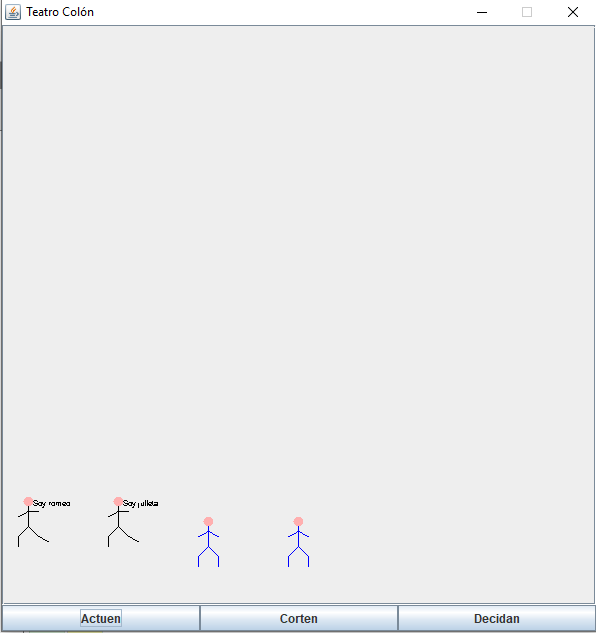 Teatro Colón
Soy romeo
Soy julieta
Actuen
Corten
Decidan